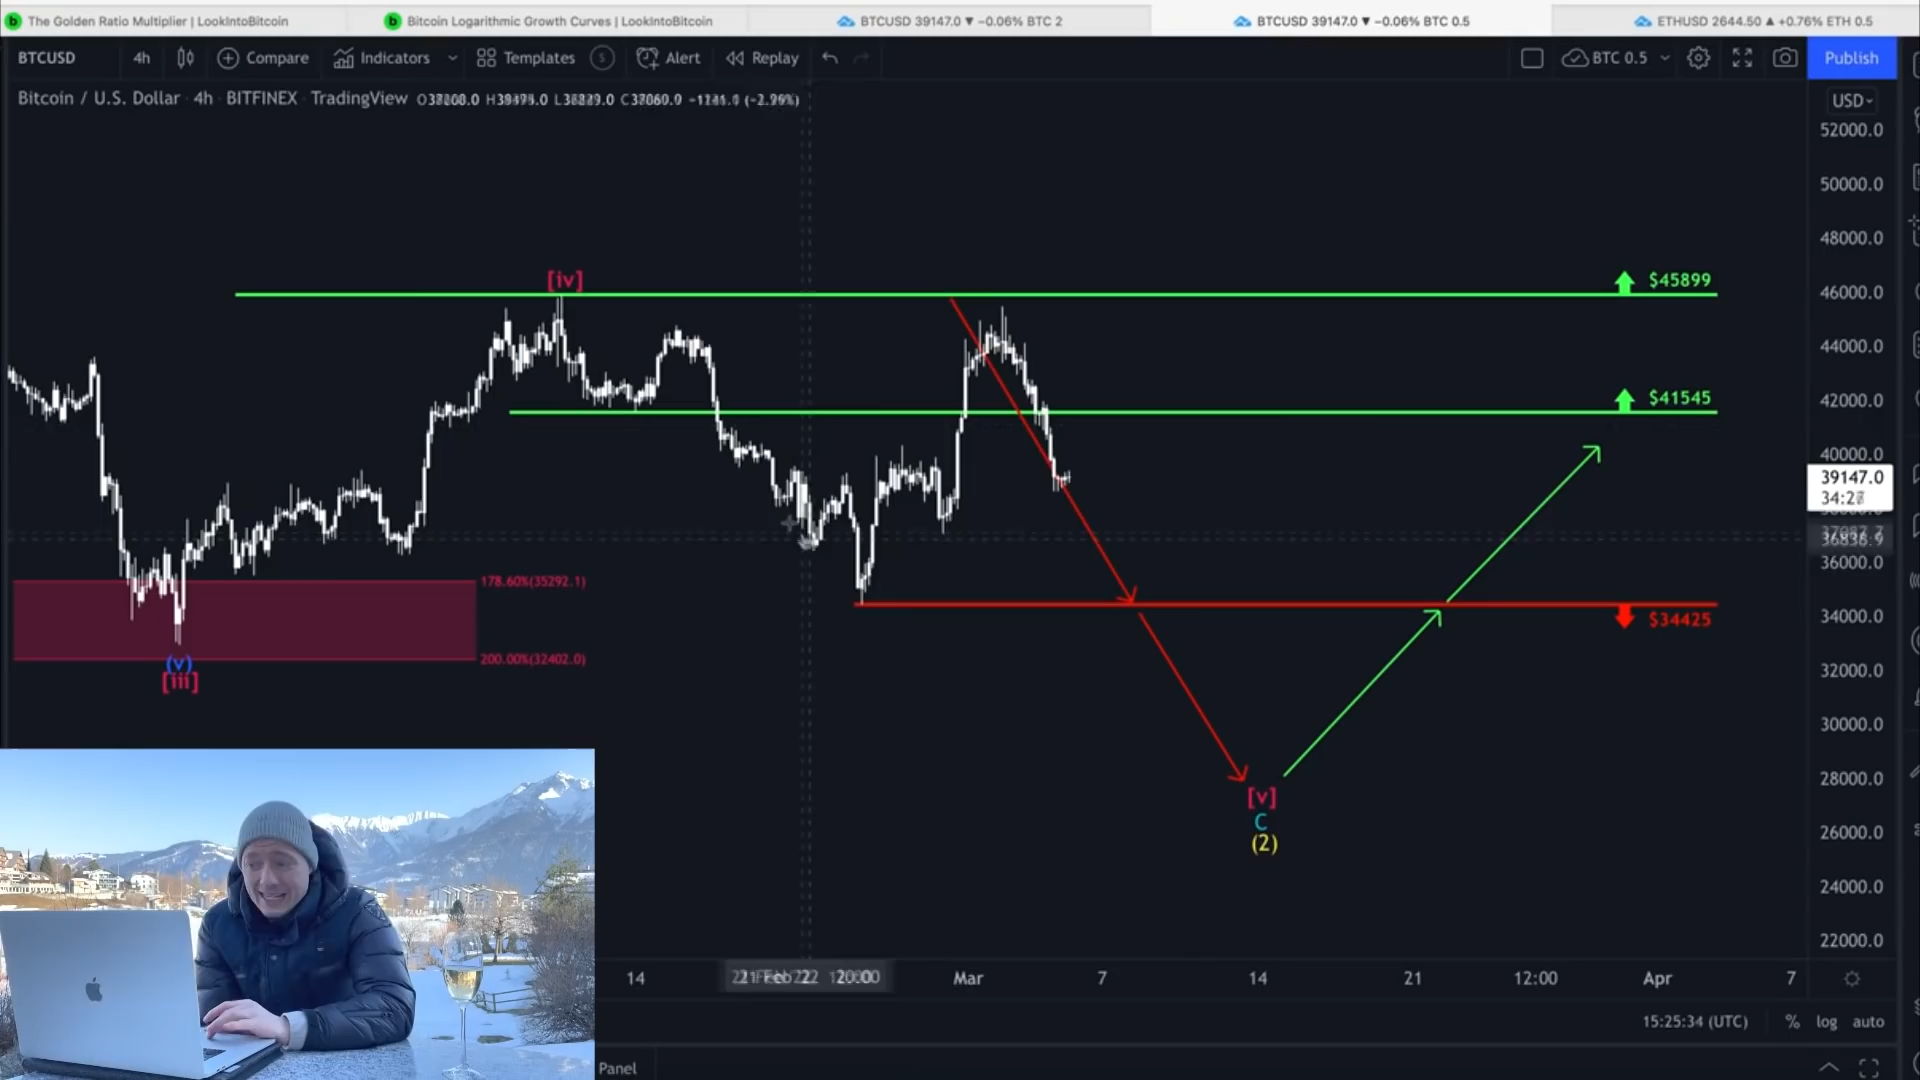 The Golden Ratio Multiplier | LookIntoBitcoin
Bitcoin Logarithmic Growth Curves | LookIntoBitcoin
BTCUSD 39147.0 ▼ −0.06% BTC 2
BTCUSD 39147.0 ▼ −0.06% BTC 0.5
ETHUSD 2644.50 ▲ +0.76% ETH 0.5
BTCUSD 4h Compare Indicators Templates S Alert Replay BTC 0.5 Publish
Bitcoin / U.S. Dollar 4h BITFINEX TradingView
USD
52000.0
50000.0
48000.0
[iv]
$45899
46000.0
44000.0
$41545
42000.0
40000.0
39147.0
178.60%(35292.1)
36000.0
34000.0
$34425
200.00%(32402.0)
(v)
[iii]
32000.0
30000.0
28000.0
[v]
C
(2)
26000.0
24000.0
22000.0
14 Mar 7 14 21 12:00 Apr 7
15:25:34 (UTC) % log auto
Panel